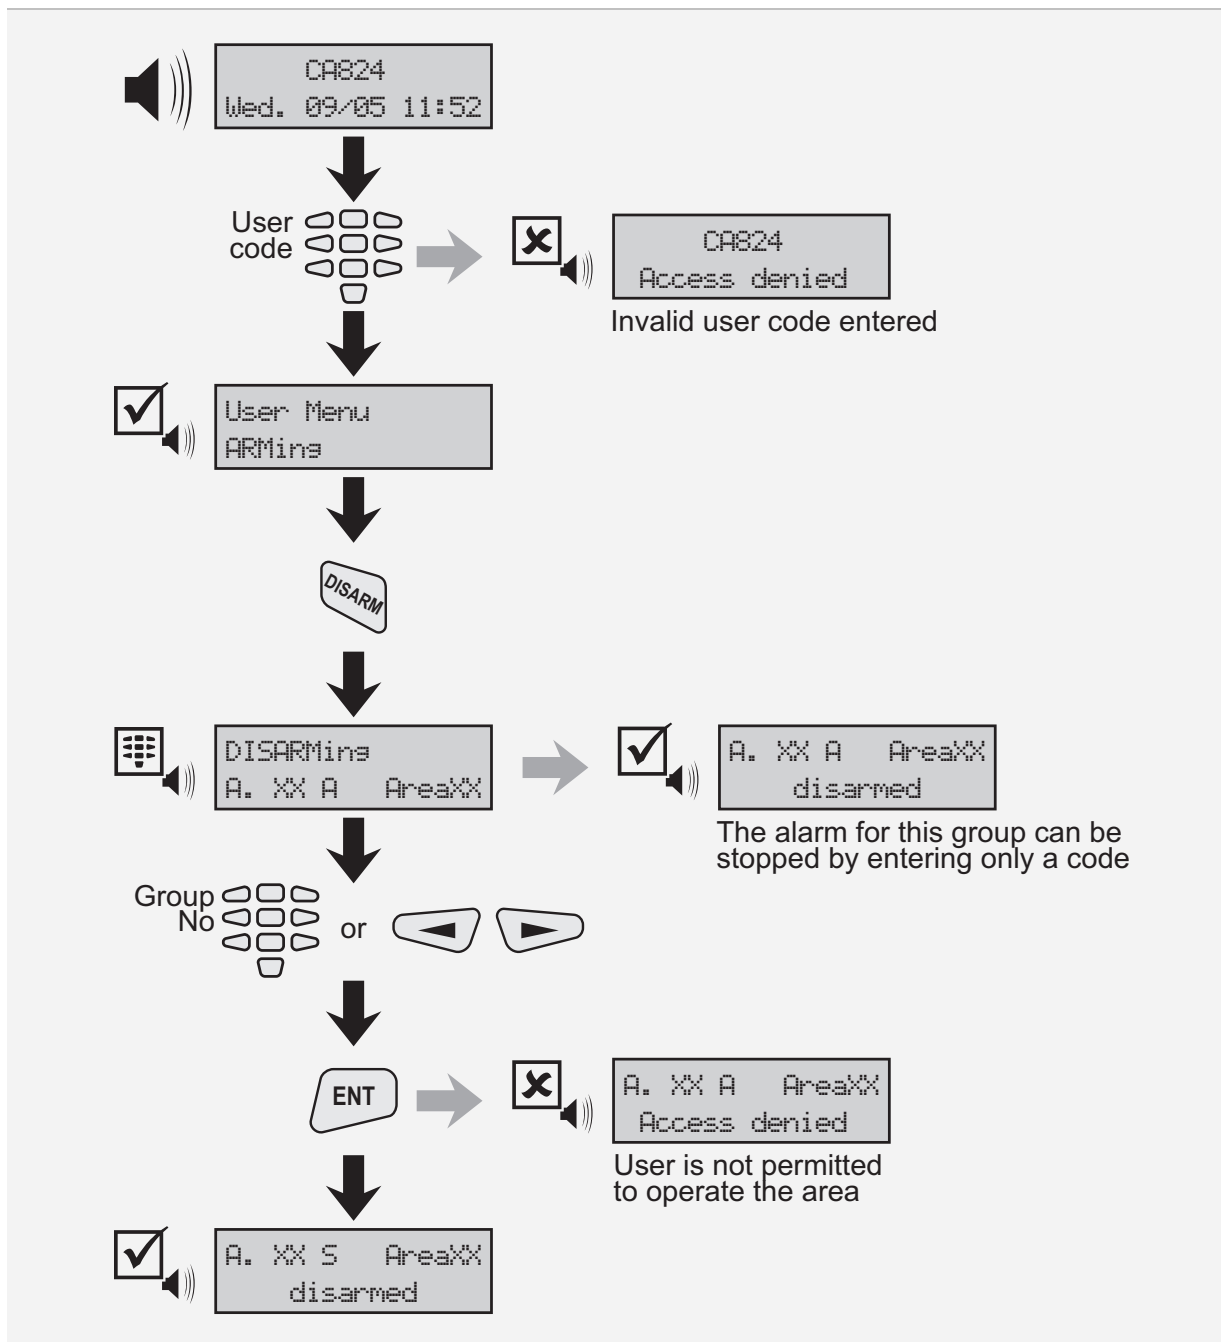 CA824
Wed. 09/05 11:52
User
code
CA824
Access denied
Invalid user code entered
User Menu
ARMing
DISARM
DISARMing
A. XX A AreaXX
A. XX A AreaXX
disarmed
The alarm for this group can be
stopped by entering only a code
Group
No
or
ENT
A. XX A AreaXX
Access denied
User is not permitted
to operate the area
A. XX S AreaXX
disarmed